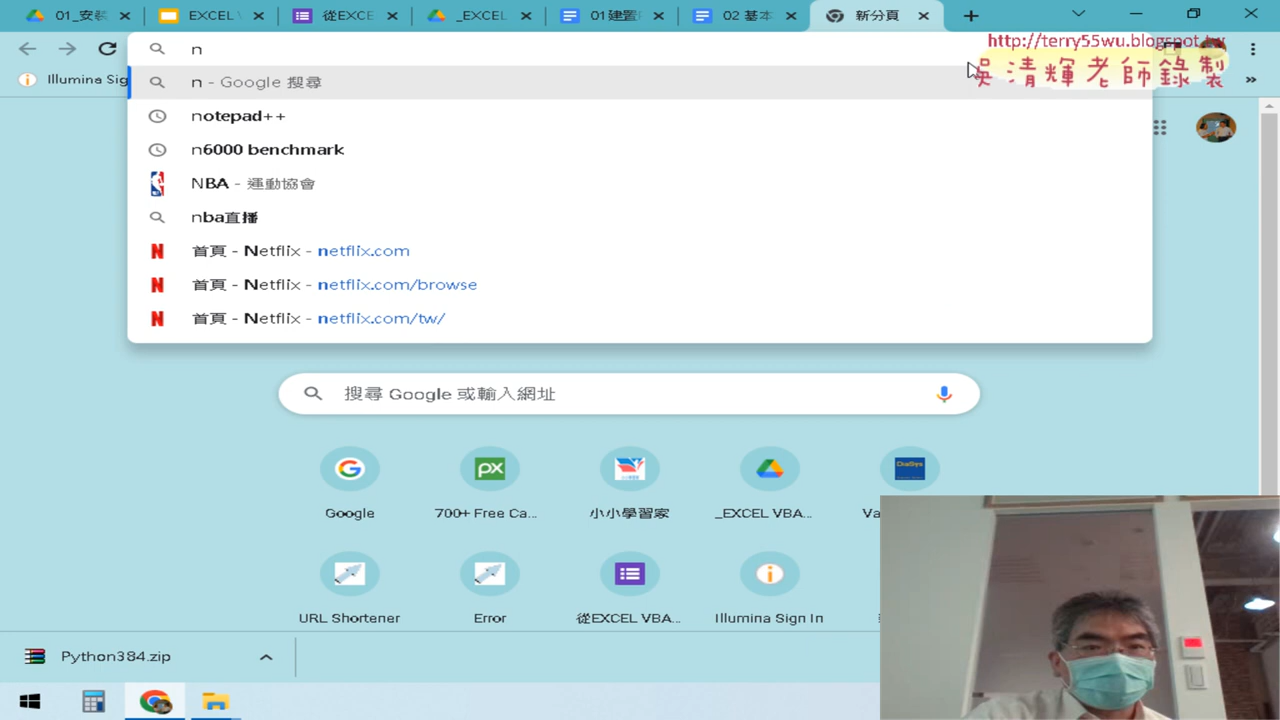 01_安裝
EXCEL V
從EXCE
_EXCEL
01建置
02 基本
新分頁
http://terry55wu.blogspot.tw
吳清輝老師錄製
n
Illumina Sig
n - Google 搜尋
notepad++
n6000 benchmark
NBA - 運動協會
nba直播
首頁 - Netflix - netflix.com
首頁 - Netflix - netflix.com/browse
首頁 - Netflix - netflix.com/tw/
搜尋 Google 或輸入網址
Google
700+ Free Ca...
小小學習家
_EXCEL VBA...
Va
URL Shortener
Error
從EXCEL VBA...
Illumina Sign In
Python384.zip